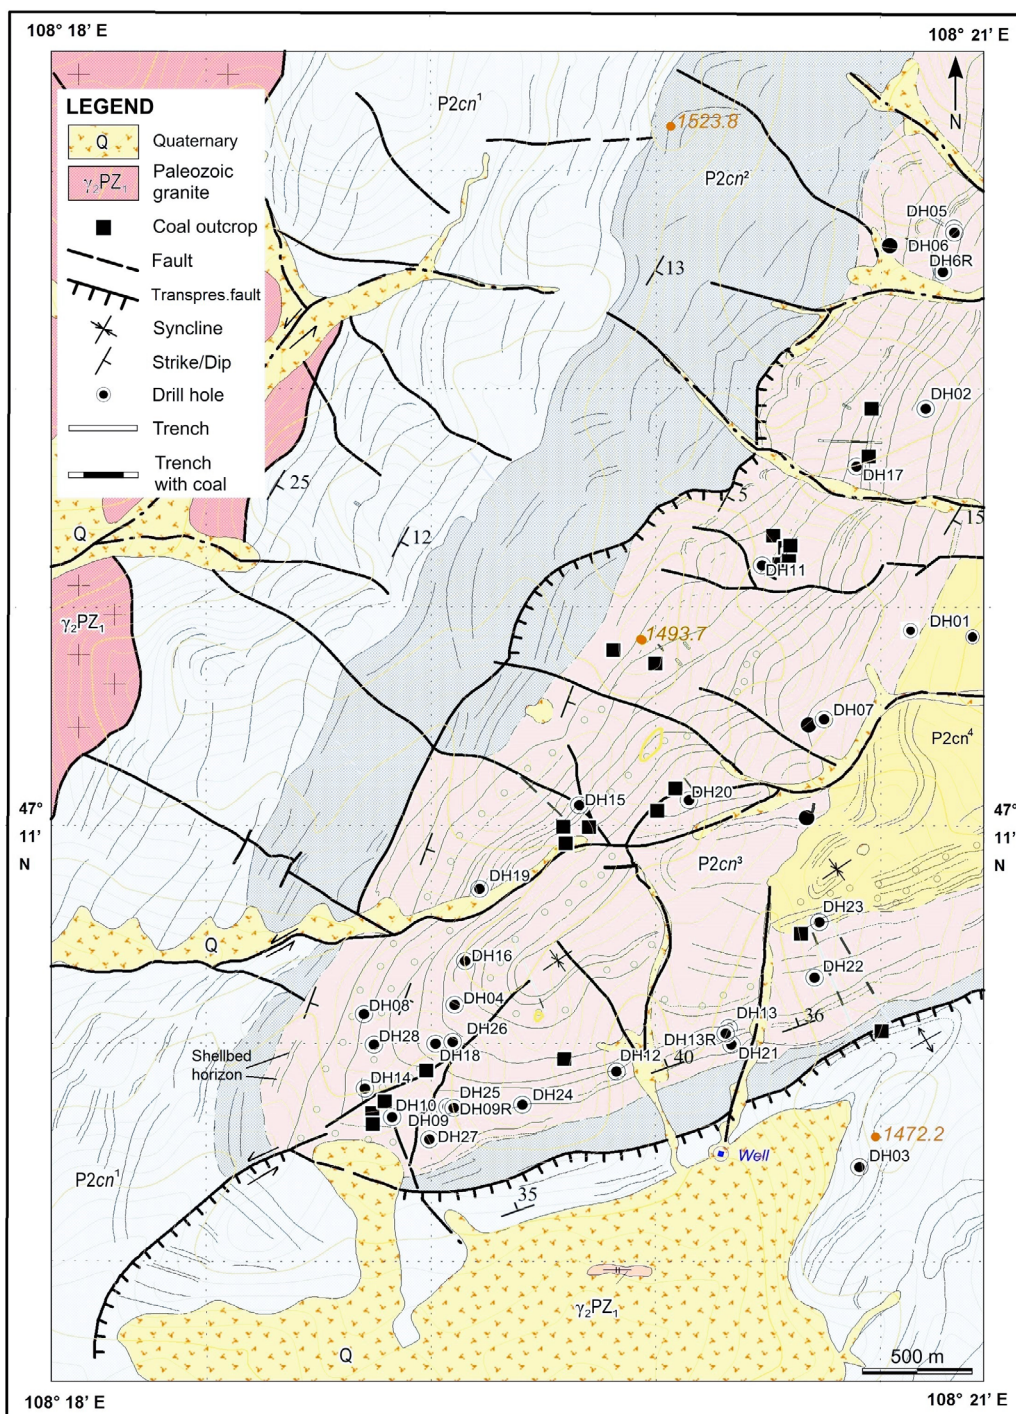 108° 18’ E
108° 21’ E
P2cn¹
1523.8
N
LEGEND
Q Quaternary
γ₂PZ₁ Paleozoic
granite
Coal outcrop
Fault
Transpres.fault
Syncline
Strike/Dip
Drill hole
Trench
Trench
with coal
P2cn²
DH05
DH06
DH6R
13
DH02
DH17
25
5
15
12
Q
DH11
γ₂PZ₁
DH01
1493.7
DH07
P2cn⁴
47°
11’
N
DH15
DH20
47°
11’
N
P2cn³
DH19
DH23
Q
DH16
DH22
DH08
DH04
DH13
36
DH26
DH13R
DH28
DH18
DH21
Shellbed
horizon
DH12
40
DH14
DH25
DH24
DH10
DH09R
DH09
DH27
1472.2
Well
DH03
P2cn¹
35
γ₂PZ₁
Q
500 m
108° 18’ E
108° 21’ E